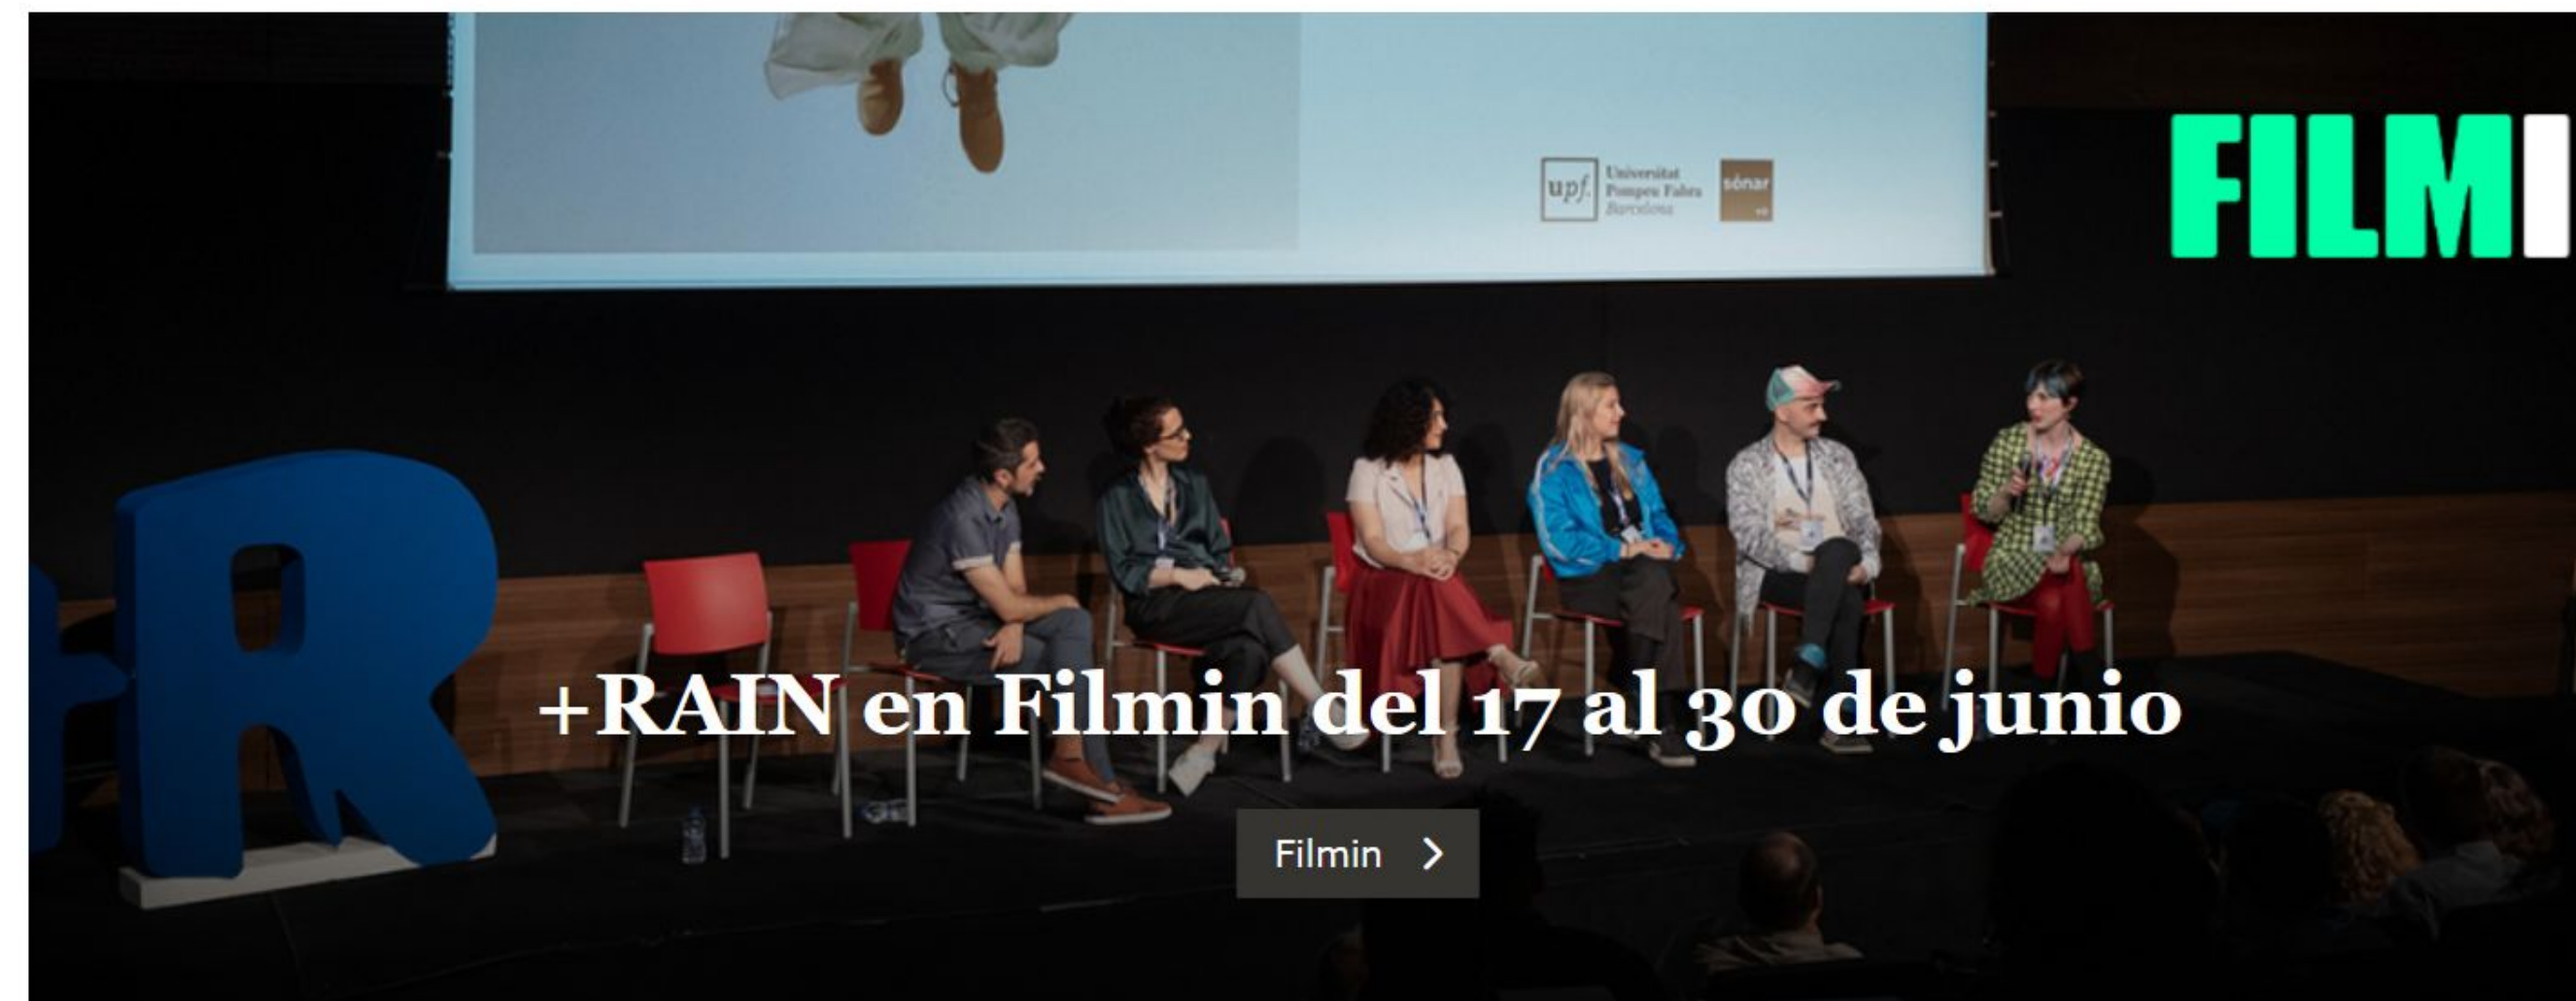 upf.
Universitat
Pompeu Fabra
Barcelona
sónar
FILMI
R
+RAIN en Filmin del 17 al 30 de junio
Filmin